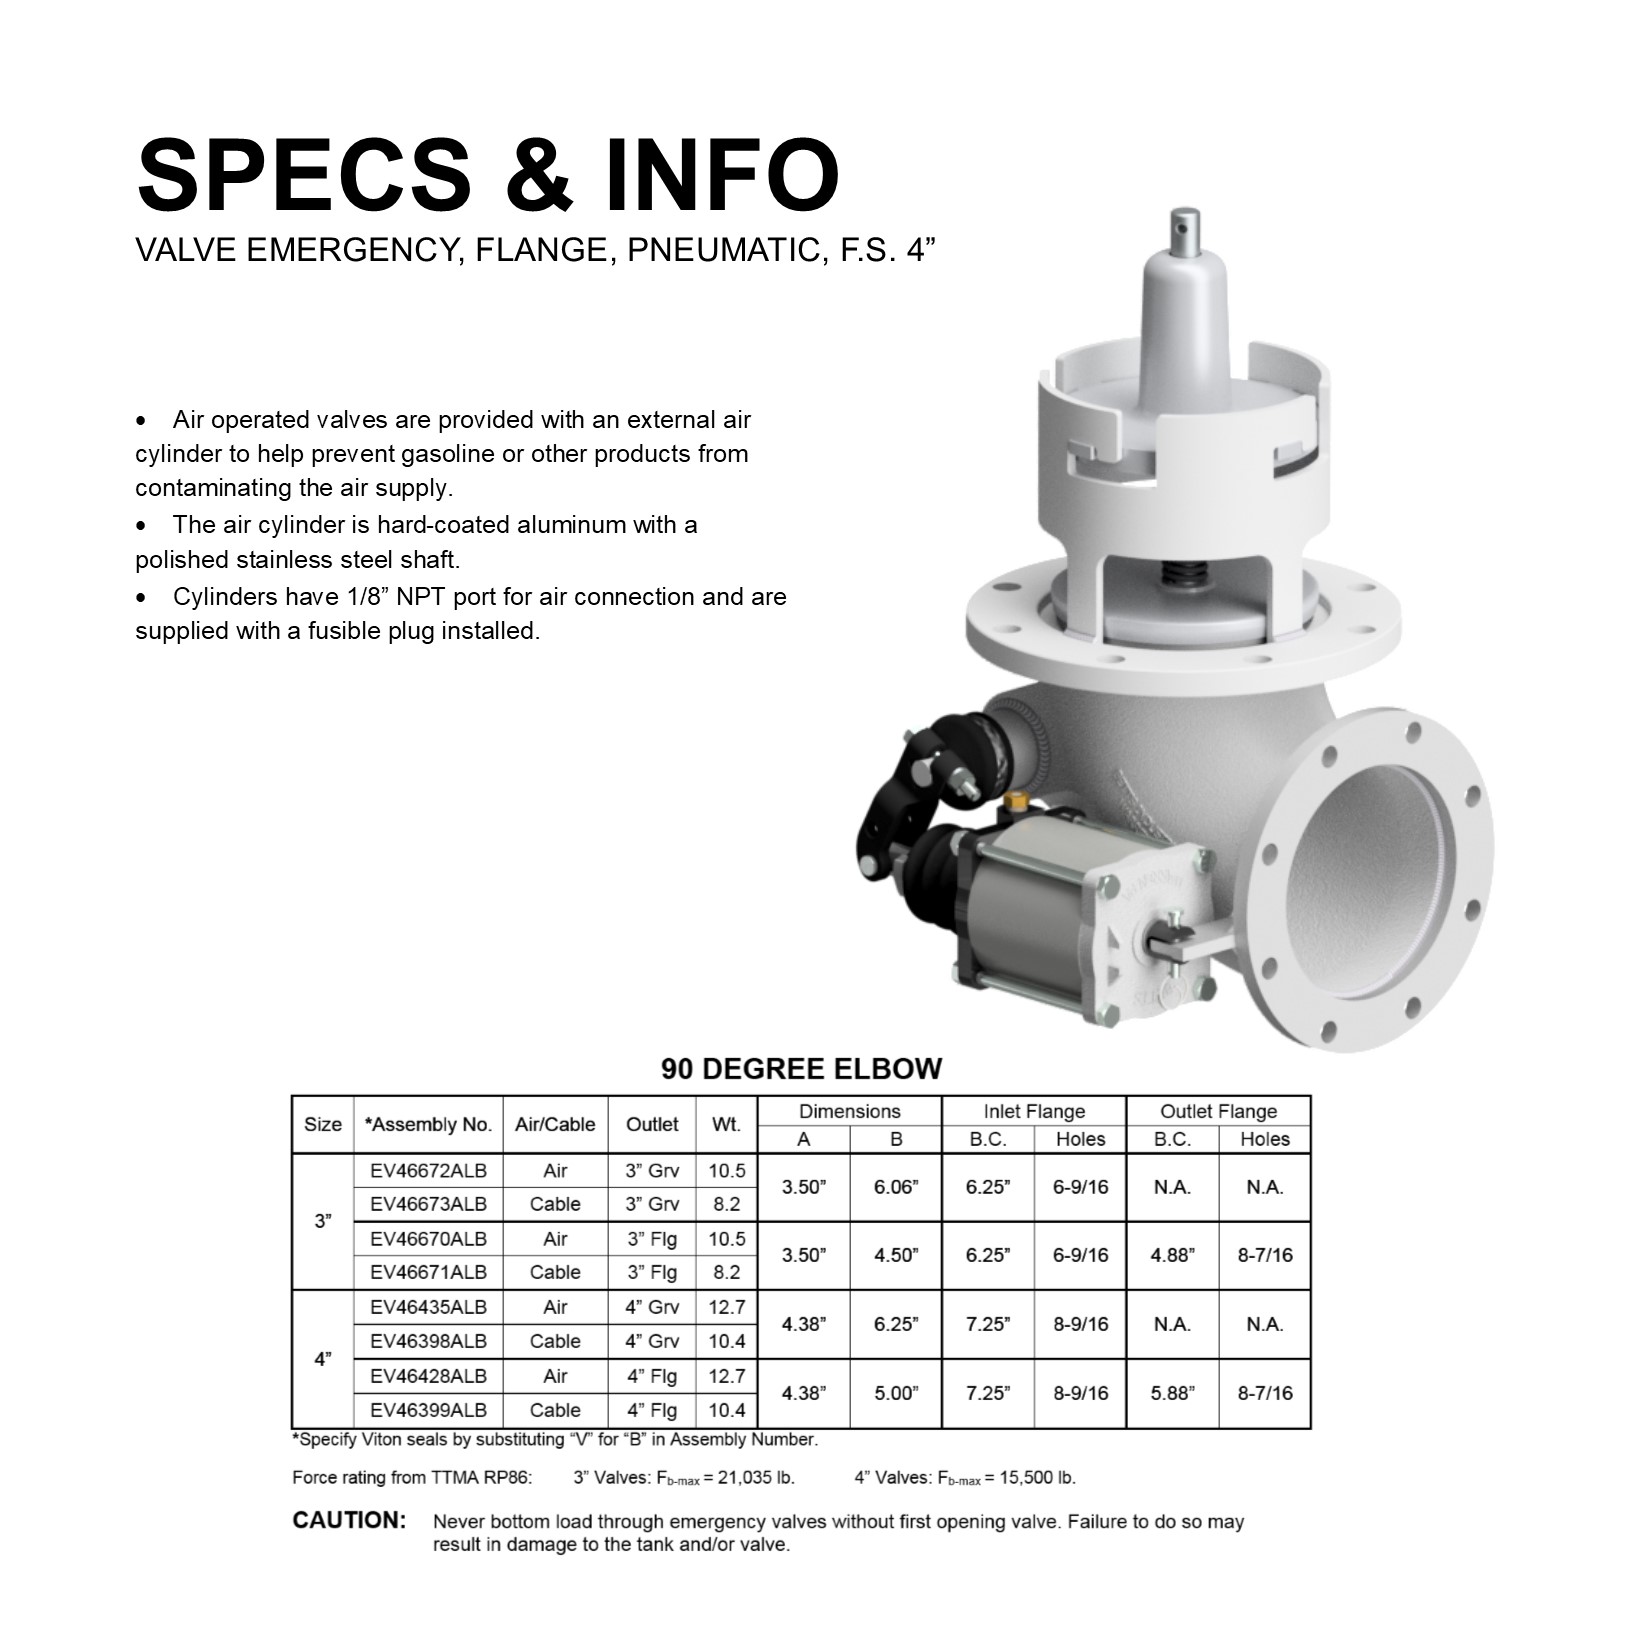 SPECS & INFO
VALVE EMERGENCY, FLANGE, PNEUMATIC, F.S. 4”
• Air operated valves are provided with an external air
cylinder to help prevent gasoline or other products from
contaminating the air supply.
• The air cylinder is hard-coated aluminum with a
polished stainless steel shaft.
• Cylinders have 1/8” NPT port for air connection and are
supplied with a fusible plug installed.
90 DEGREE ELBOW
Size *Assembly No. Air/Cable Outlet Wt. Dimensions Inlet Flange Outlet Flange
A B B.C. Holes B.C. Holes
3”
EV46672ALB Air 3” Grv 10.5 3.50” 6.06” 6.25” 6-9/16 N.A. N.A.
EV46673ALB Cable 3” Grv 8.2
EV46670ALB Air 3” Flg 10.5 3.50” 4.50” 6.25” 6-9/16 4.88” 8-7/16
EV46671ALB Cable 3” Flg 8.2
4”
EV46435ALB Air 4” Grv 12.7 4.38” 6.25” 7.25” 8-9/16 N.A. N.A.
EV46398ALB Cable 4” Grv 10.4
EV46428ALB Air 4” Flg 12.7 4.38” 5.00” 7.25” 8-9/16 5.88” 8-7/16
EV46399ALB Cable 4” Flg 10.4
*Specify Viton seals by substituting “V” for “B” in Assembly Number.
Force rating from TTMA RP86: 3” Valves: Fb-max = 21,035 lb. 4” Valves: Fb-max = 15,500 lb.
CAUTION: Never bottom load through emergency valves without first opening valve. Failure to do so may
result in damage to the tank and/or valve.